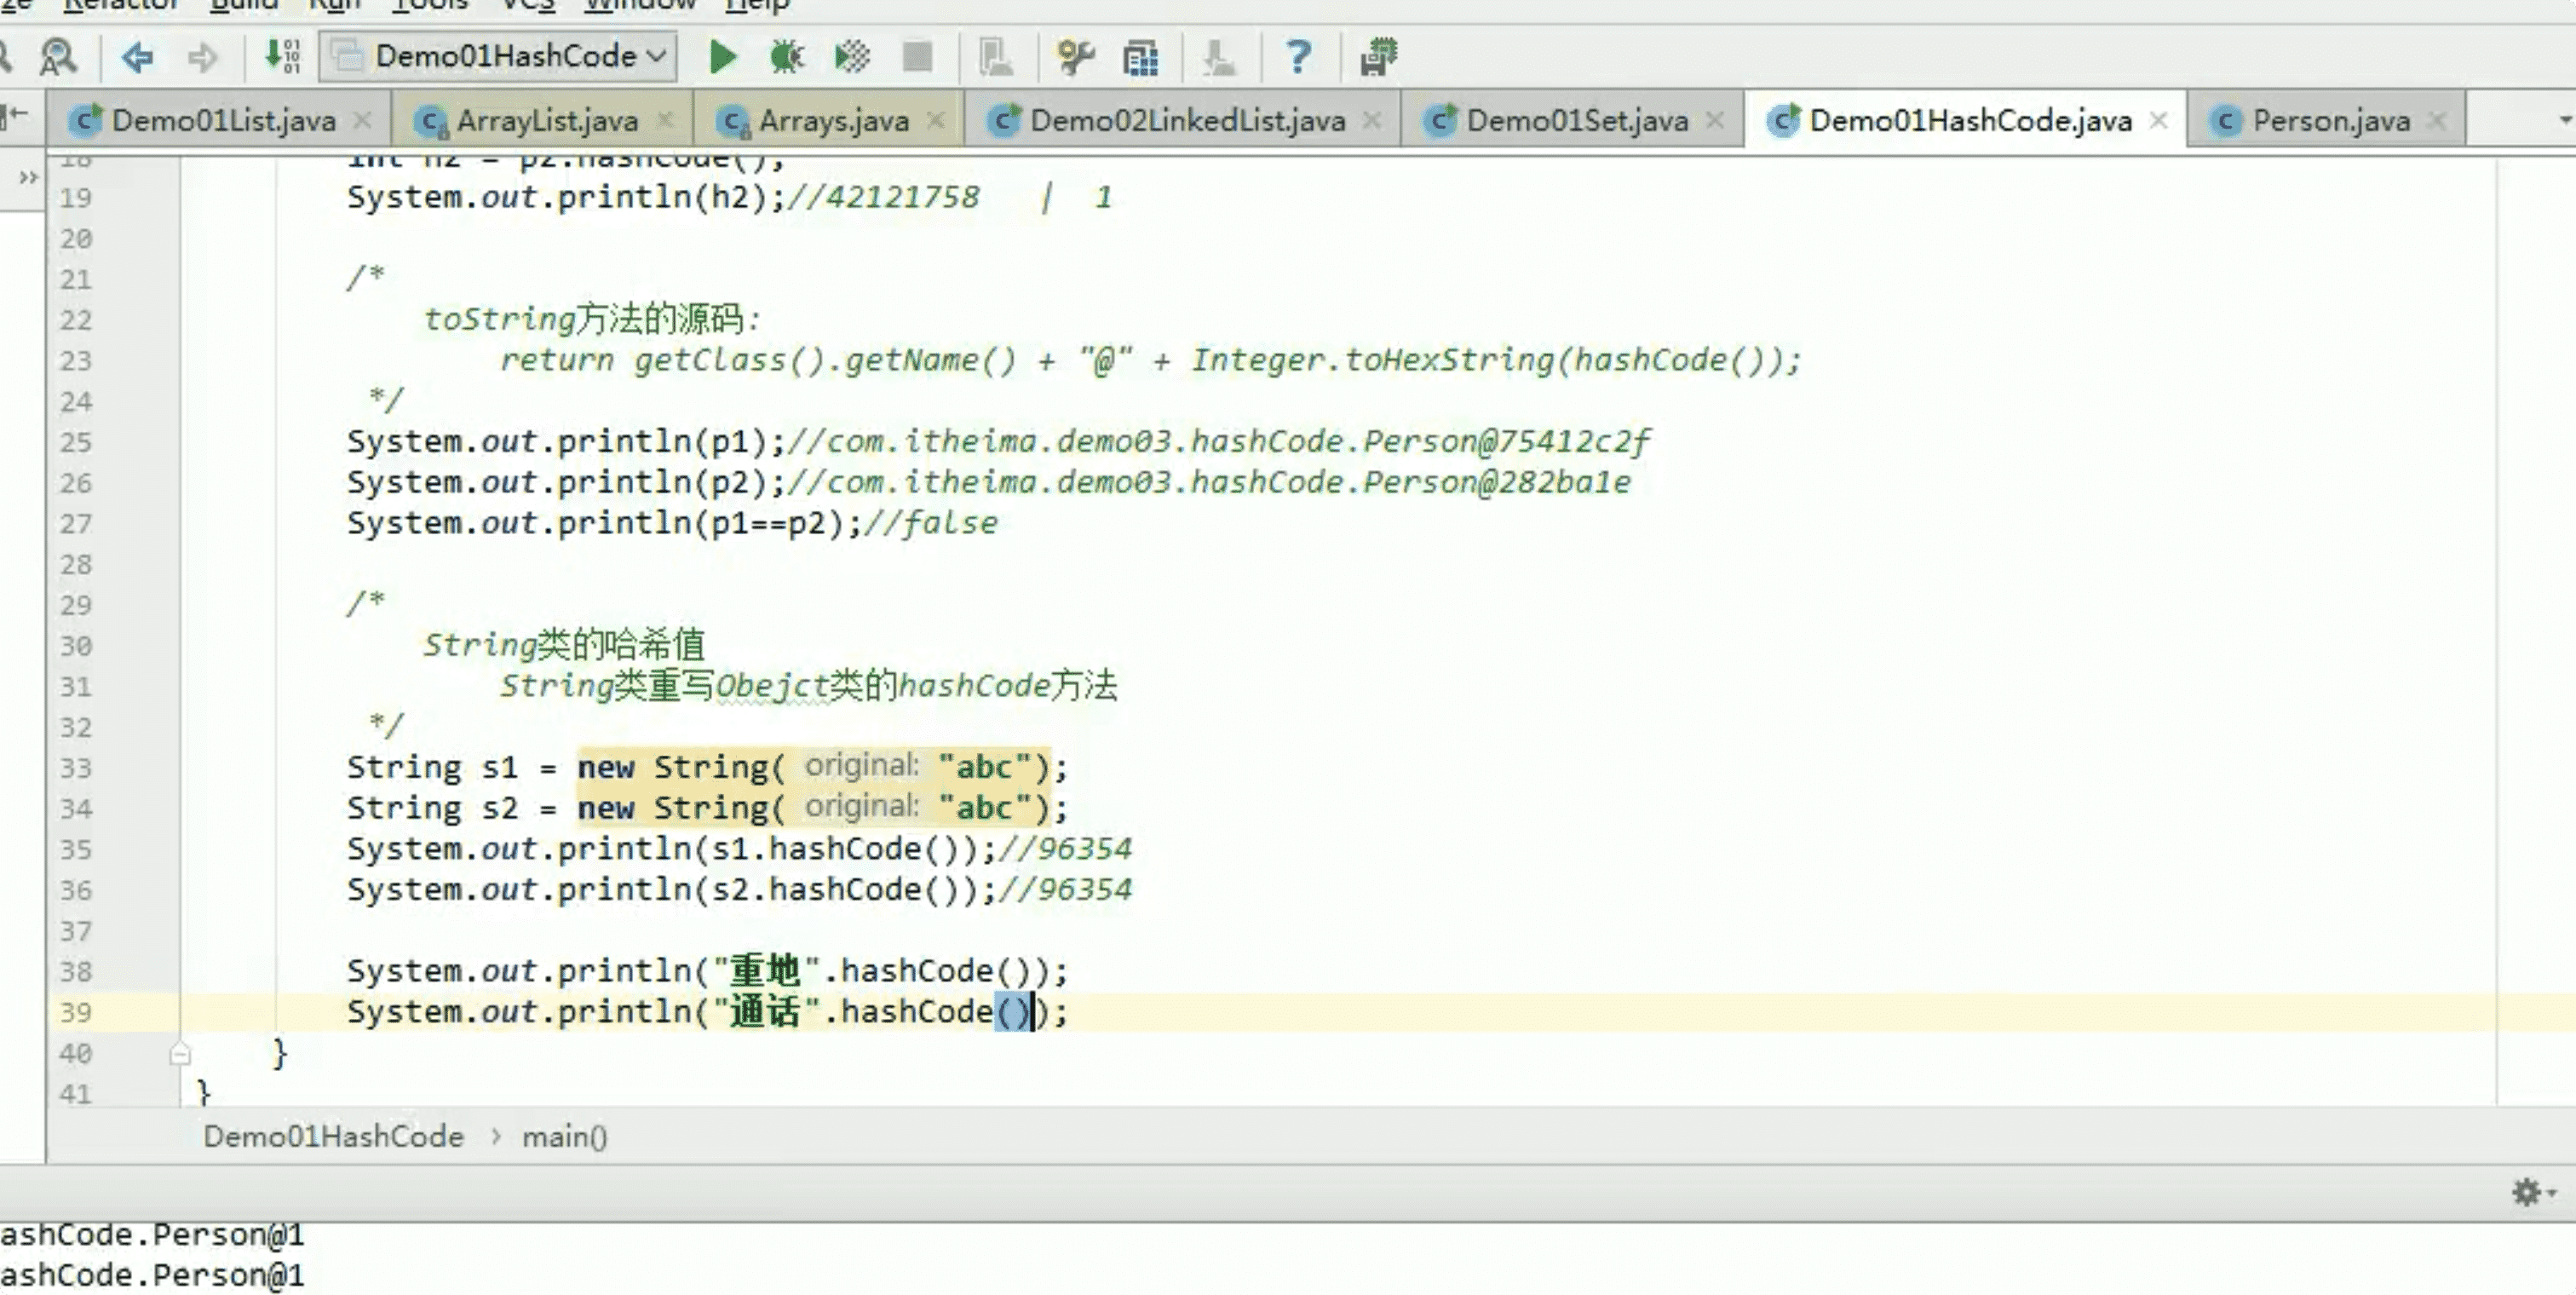 Refactor Build Run Tools VCS Window Help
Demo01HashCode
Demo01List.java ArrayList.java Arrays.java Demo02LinkedList.java Demo01Set.java Demo01HashCode.java Person.java
18 int h2 = p2.hashCode();
19 System.out.println(h2);//42121758 | 1
20
21 /*
22 toString方法的源码:
23 return getClass().getName() + "@" + Integer.toHexString(hashCode());
24 */
25 System.out.println(p1);//com.itheima.demo03.hashCode.Person@75412c2f
26 System.out.println(p2);//com.itheima.demo03.hashCode.Person@282ba1e
27 System.out.println(p1==p2);//false
28
29 /*
30 String类的哈希值
31 String类重写Obejct类的hashCode方法
32 */
33 String s1 = new String( original: "abc");
34 String s2 = new String( original: "abc");
35 System.out.println(s1.hashCode());//96354
36 System.out.println(s2.hashCode());//96354
37
38 System.out.println("重地".hashCode());
39 System.out.println("通话".hashCode());
40 }
41 }
Demo01HashCode › main()
ashCode.Person@1
ashCode.Person@1